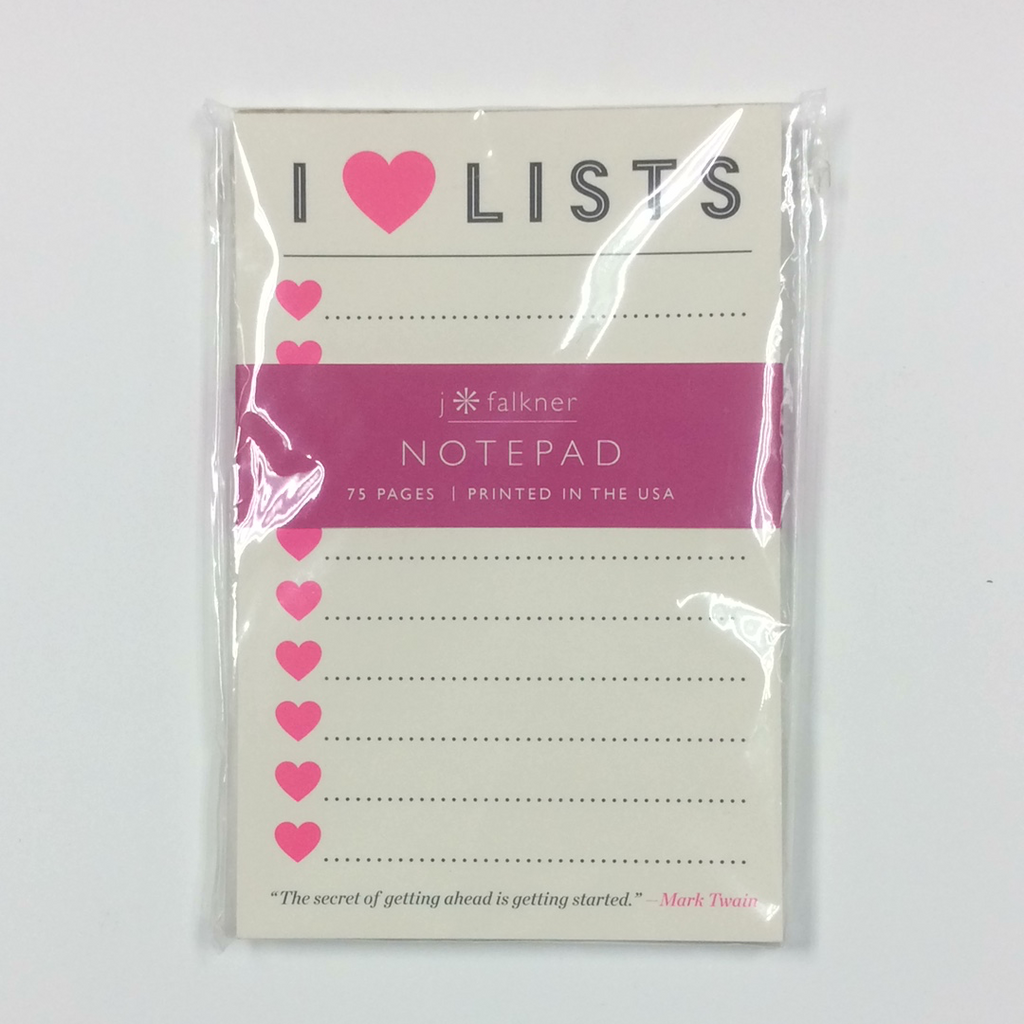 I LISTS
j falkner
NOTEPAD
75 PAGES | PRINTED IN THE USA
“The secret of getting ahead is getting started.” —Mark Twain